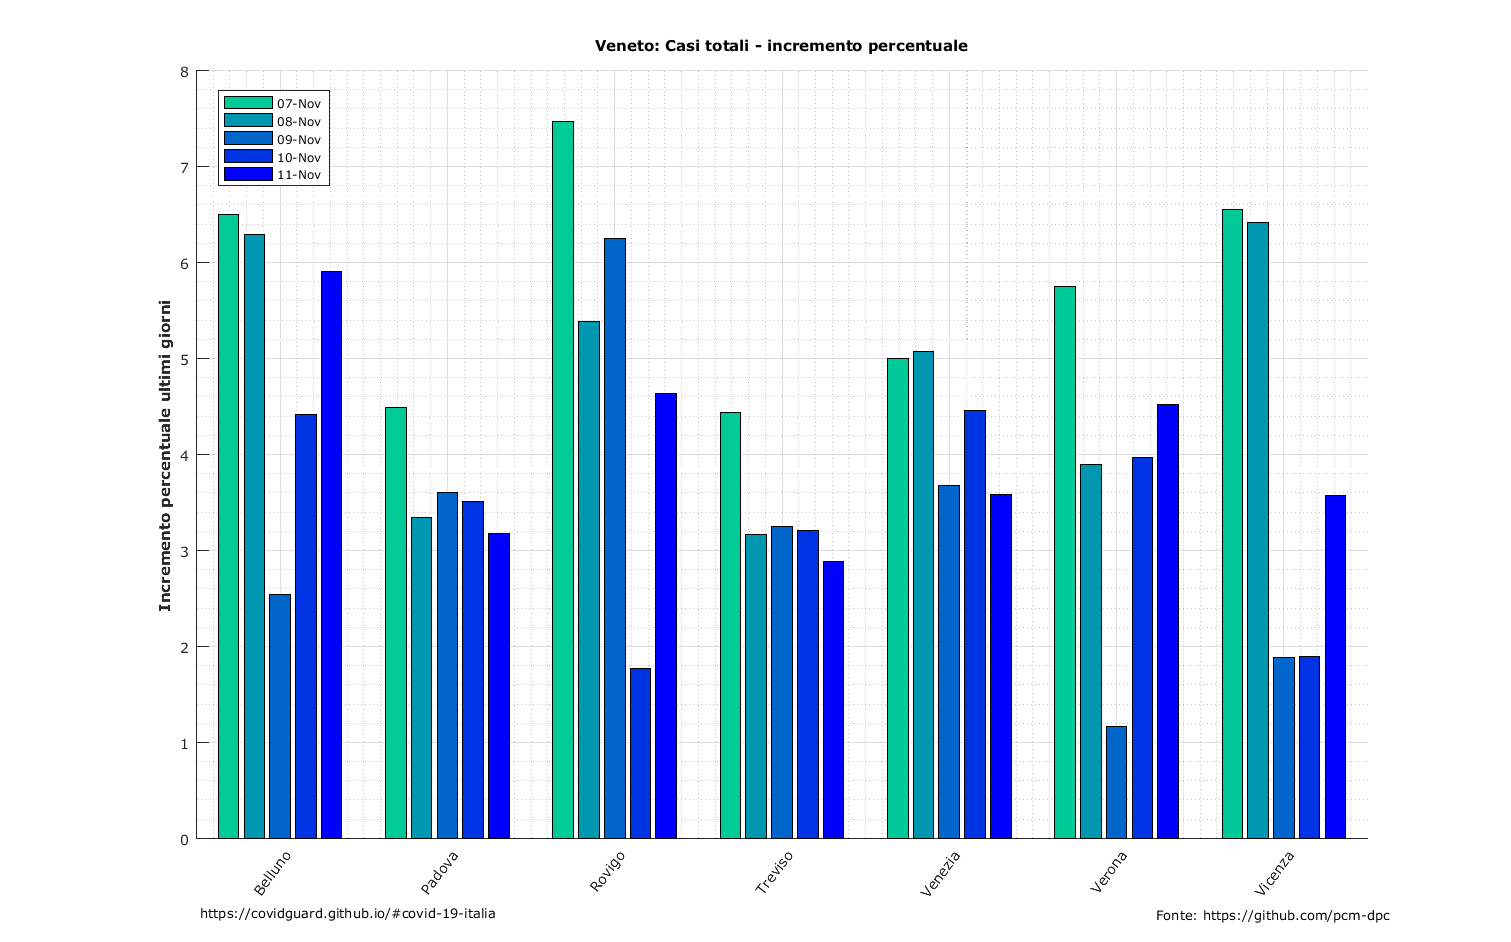 Veneto: Casi totali - incremento percentuale
Incremento percentuale ultimi giorni
8
7
6
5
4
3
2
1
0
07-Nov
08-Nov
09-Nov
10-Nov
11-Nov
Belluno
Padova
Rovigo
Treviso
Venezia
Verona
Vicenza
https://covidguard.github.io/#covid-19-italia
Fonte: https://github.com/pcm-dpc